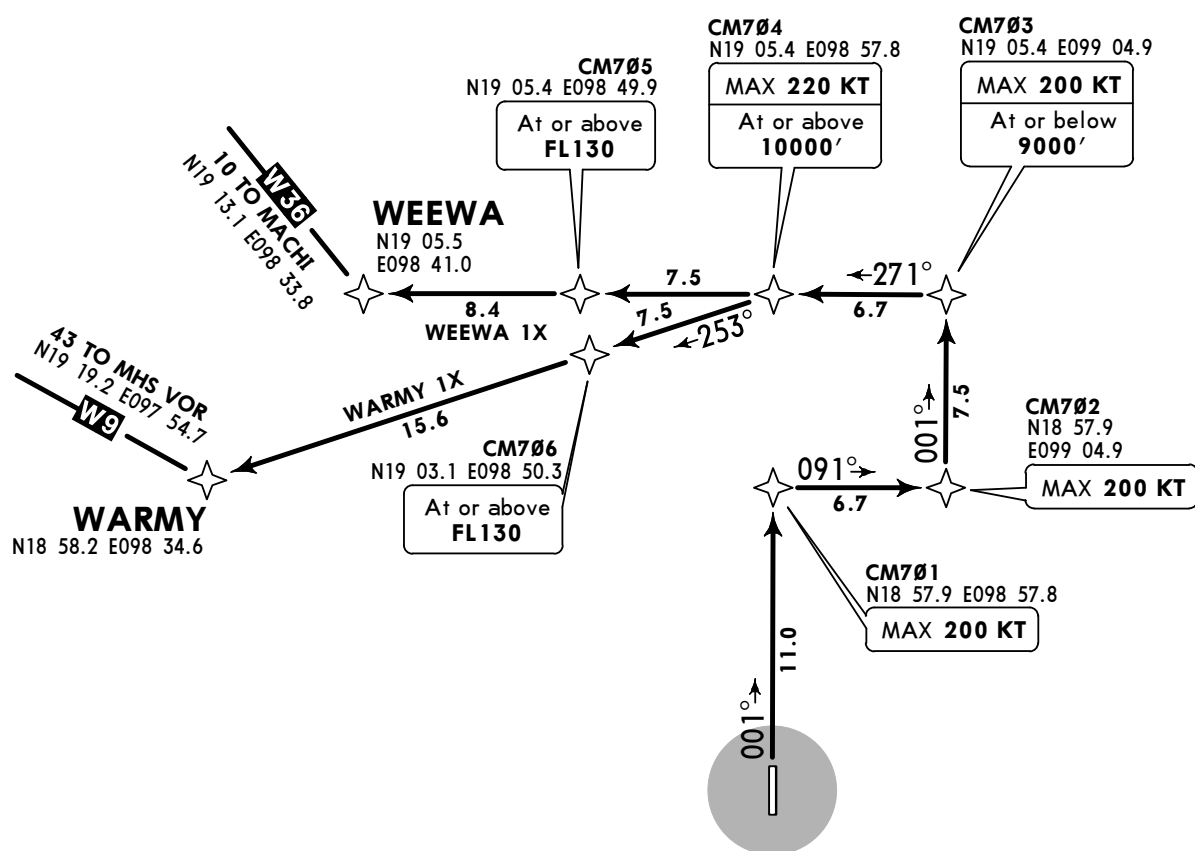 CM7Ø4
N19 05.4 E098 57.8
MAX 220 KT
At or above
10000′
CM7Ø3
N19 05.4 E099 04.9
MAX 200 KT
At or below
9000′
CM7Ø5
N19 05.4 E098 49.9
At or above
FL130
W36
10 TO MACHI
N19 13.1 E098 33.8
WEEWA
N19 05.5
E098 41.0
8.4
WEEWA 1X
7.5
7.5
←253°
←271°
6.7
43 TO MHS VOR
N19 19.2 E097 54.7
W9
WARMY 1X
15.6
WARMY
N18 58.2 E098 34.6
CM7Ø6
N19 03.1 E098 50.3
At or above
FL130
001°→
7.5
CM7Ø2
N18 57.9
E099 04.9
MAX 200 KT
091°→
6.7
CM7Ø1
N18 57.9 E098 57.8
MAX 200 KT
001°→
11.0